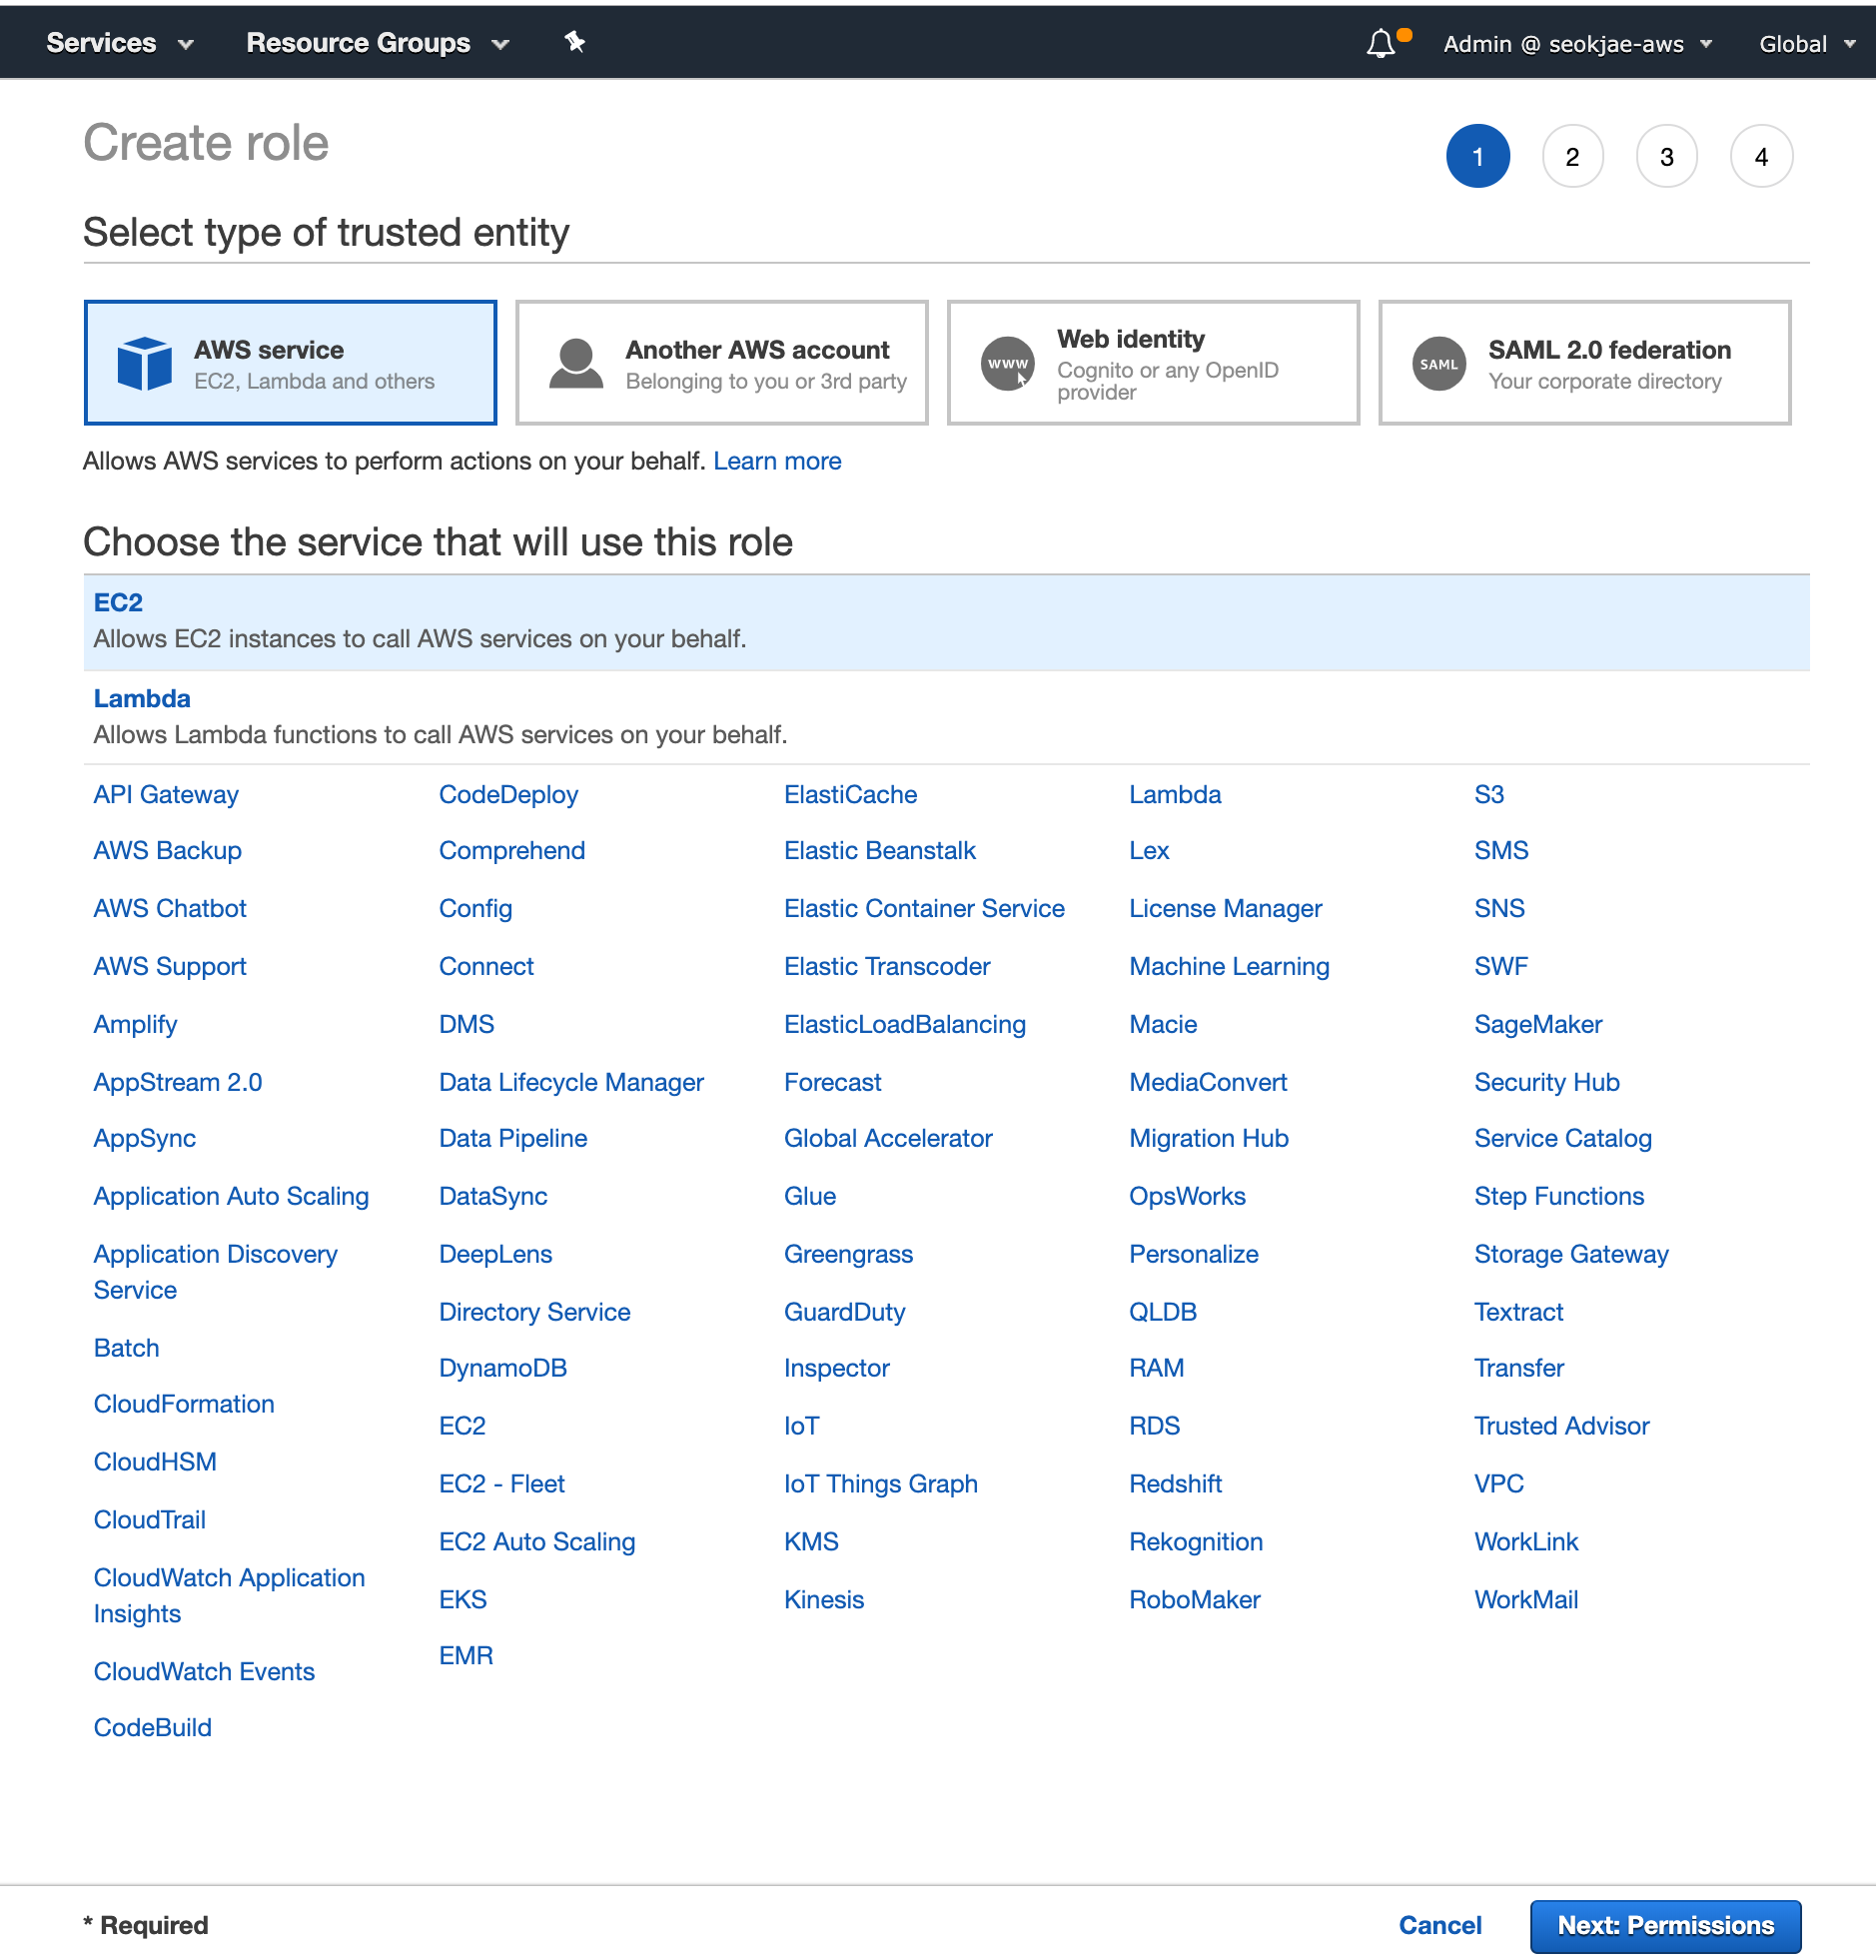 Services Resource Groups Admin @ seokjae-aws Global
Create role
1 2 3 4
Select type of trusted entity
AWS service
EC2, Lambda and others
Another AWS account
Belonging to you or 3rd party
WWW
Web identity
Cognito or any OpenID
provider
SAML
SAML 2.0 federation
Your corporate directory
Allows AWS services to perform actions on your behalf. Learn more
Choose the service that will use this role
EC2
Allows EC2 instances to call AWS services on your behalf.
Lambda
Allows Lambda functions to call AWS services on your behalf.
API Gateway
AWS Backup
AWS Chatbot
AWS Support
Amplify
AppStream 2.0
AppSync
Application Auto Scaling
Application Discovery
Service
Batch
CloudFormation
CloudHSM
CloudTrail
CloudWatch Application
Insights
CloudWatch Events
CodeBuild
CodeDeploy
Comprehend
Config
Connect
DMS
Data Lifecycle Manager
Data Pipeline
DataSync
DeepLens
Directory Service
DynamoDB
EC2
EC2 - Fleet
EC2 Auto Scaling
EKS
EMR
ElastiCache
Elastic Beanstalk
Elastic Container Service
Elastic Transcoder
ElasticLoadBalancing
Forecast
Global Accelerator
Glue
Greengrass
GuardDuty
Inspector
IoT
IoT Things Graph
KMS
Kinesis
Lambda
Lex
License Manager
Machine Learning
Macie
MediaConvert
Migration Hub
OpsWorks
Personalize
QLDB
RAM
RDS
Redshift
Rekognition
RoboMaker
S3
SMS
SNS
SWF
SageMaker
Security Hub
Service Catalog
Step Functions
Storage Gateway
Textract
Transfer
Trusted Advisor
VPC
WorkLink
WorkMail
* Required
Cancel
Next: Permissions